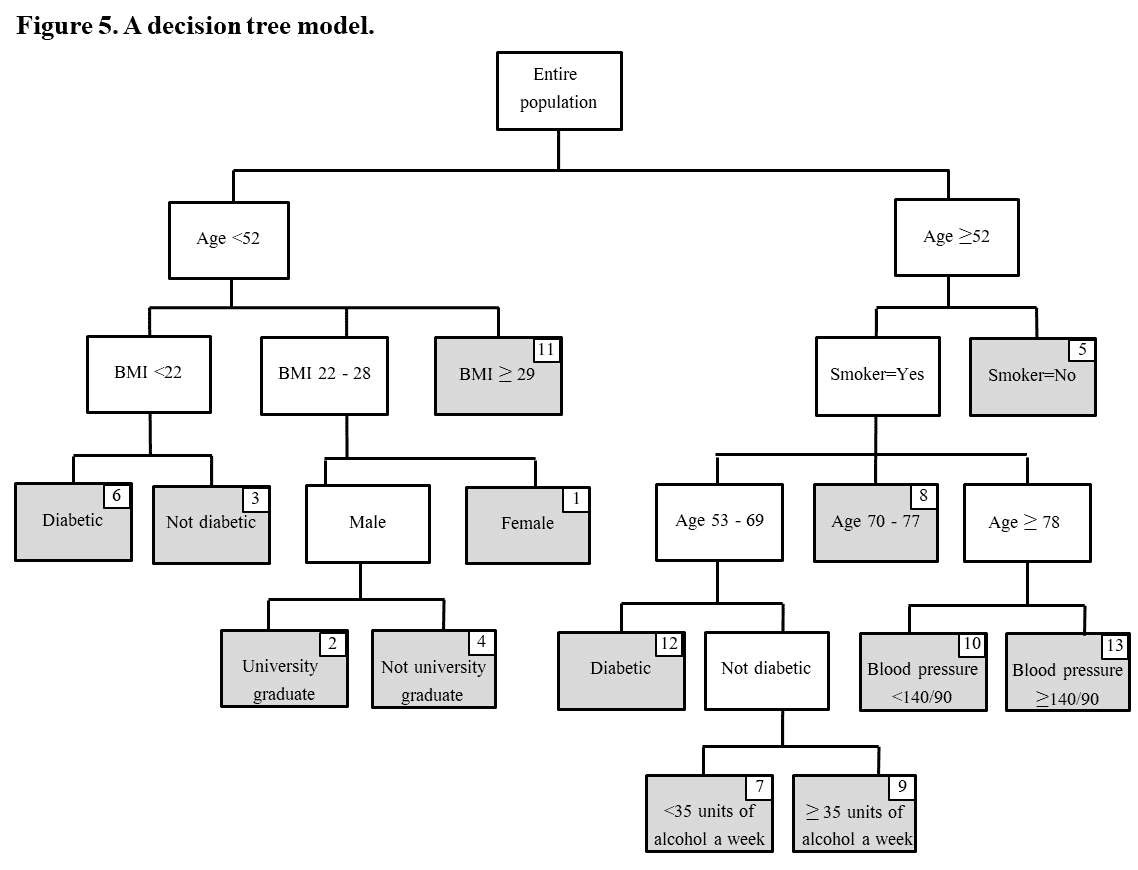 Figure 5. A decision tree model.
Entire
population
Age <52
Age ≥52
BMI <22
BMI 22 - 28
11
BMI ≥ 29
Smoker=Yes
5
Smoker=No
6
Diabetic
3
Not diabetic
Male
1
Female
Age 53 - 69
8
Age 70 - 77
Age ≥ 78
2
University
graduate
4
Not university
graduate
12
Diabetic
Not diabetic
10
Blood pressure
<140/90
13
Blood pressure
≥140/90
7
<35 units of
alcohol a week
9
≥ 35 units of
alcohol a week